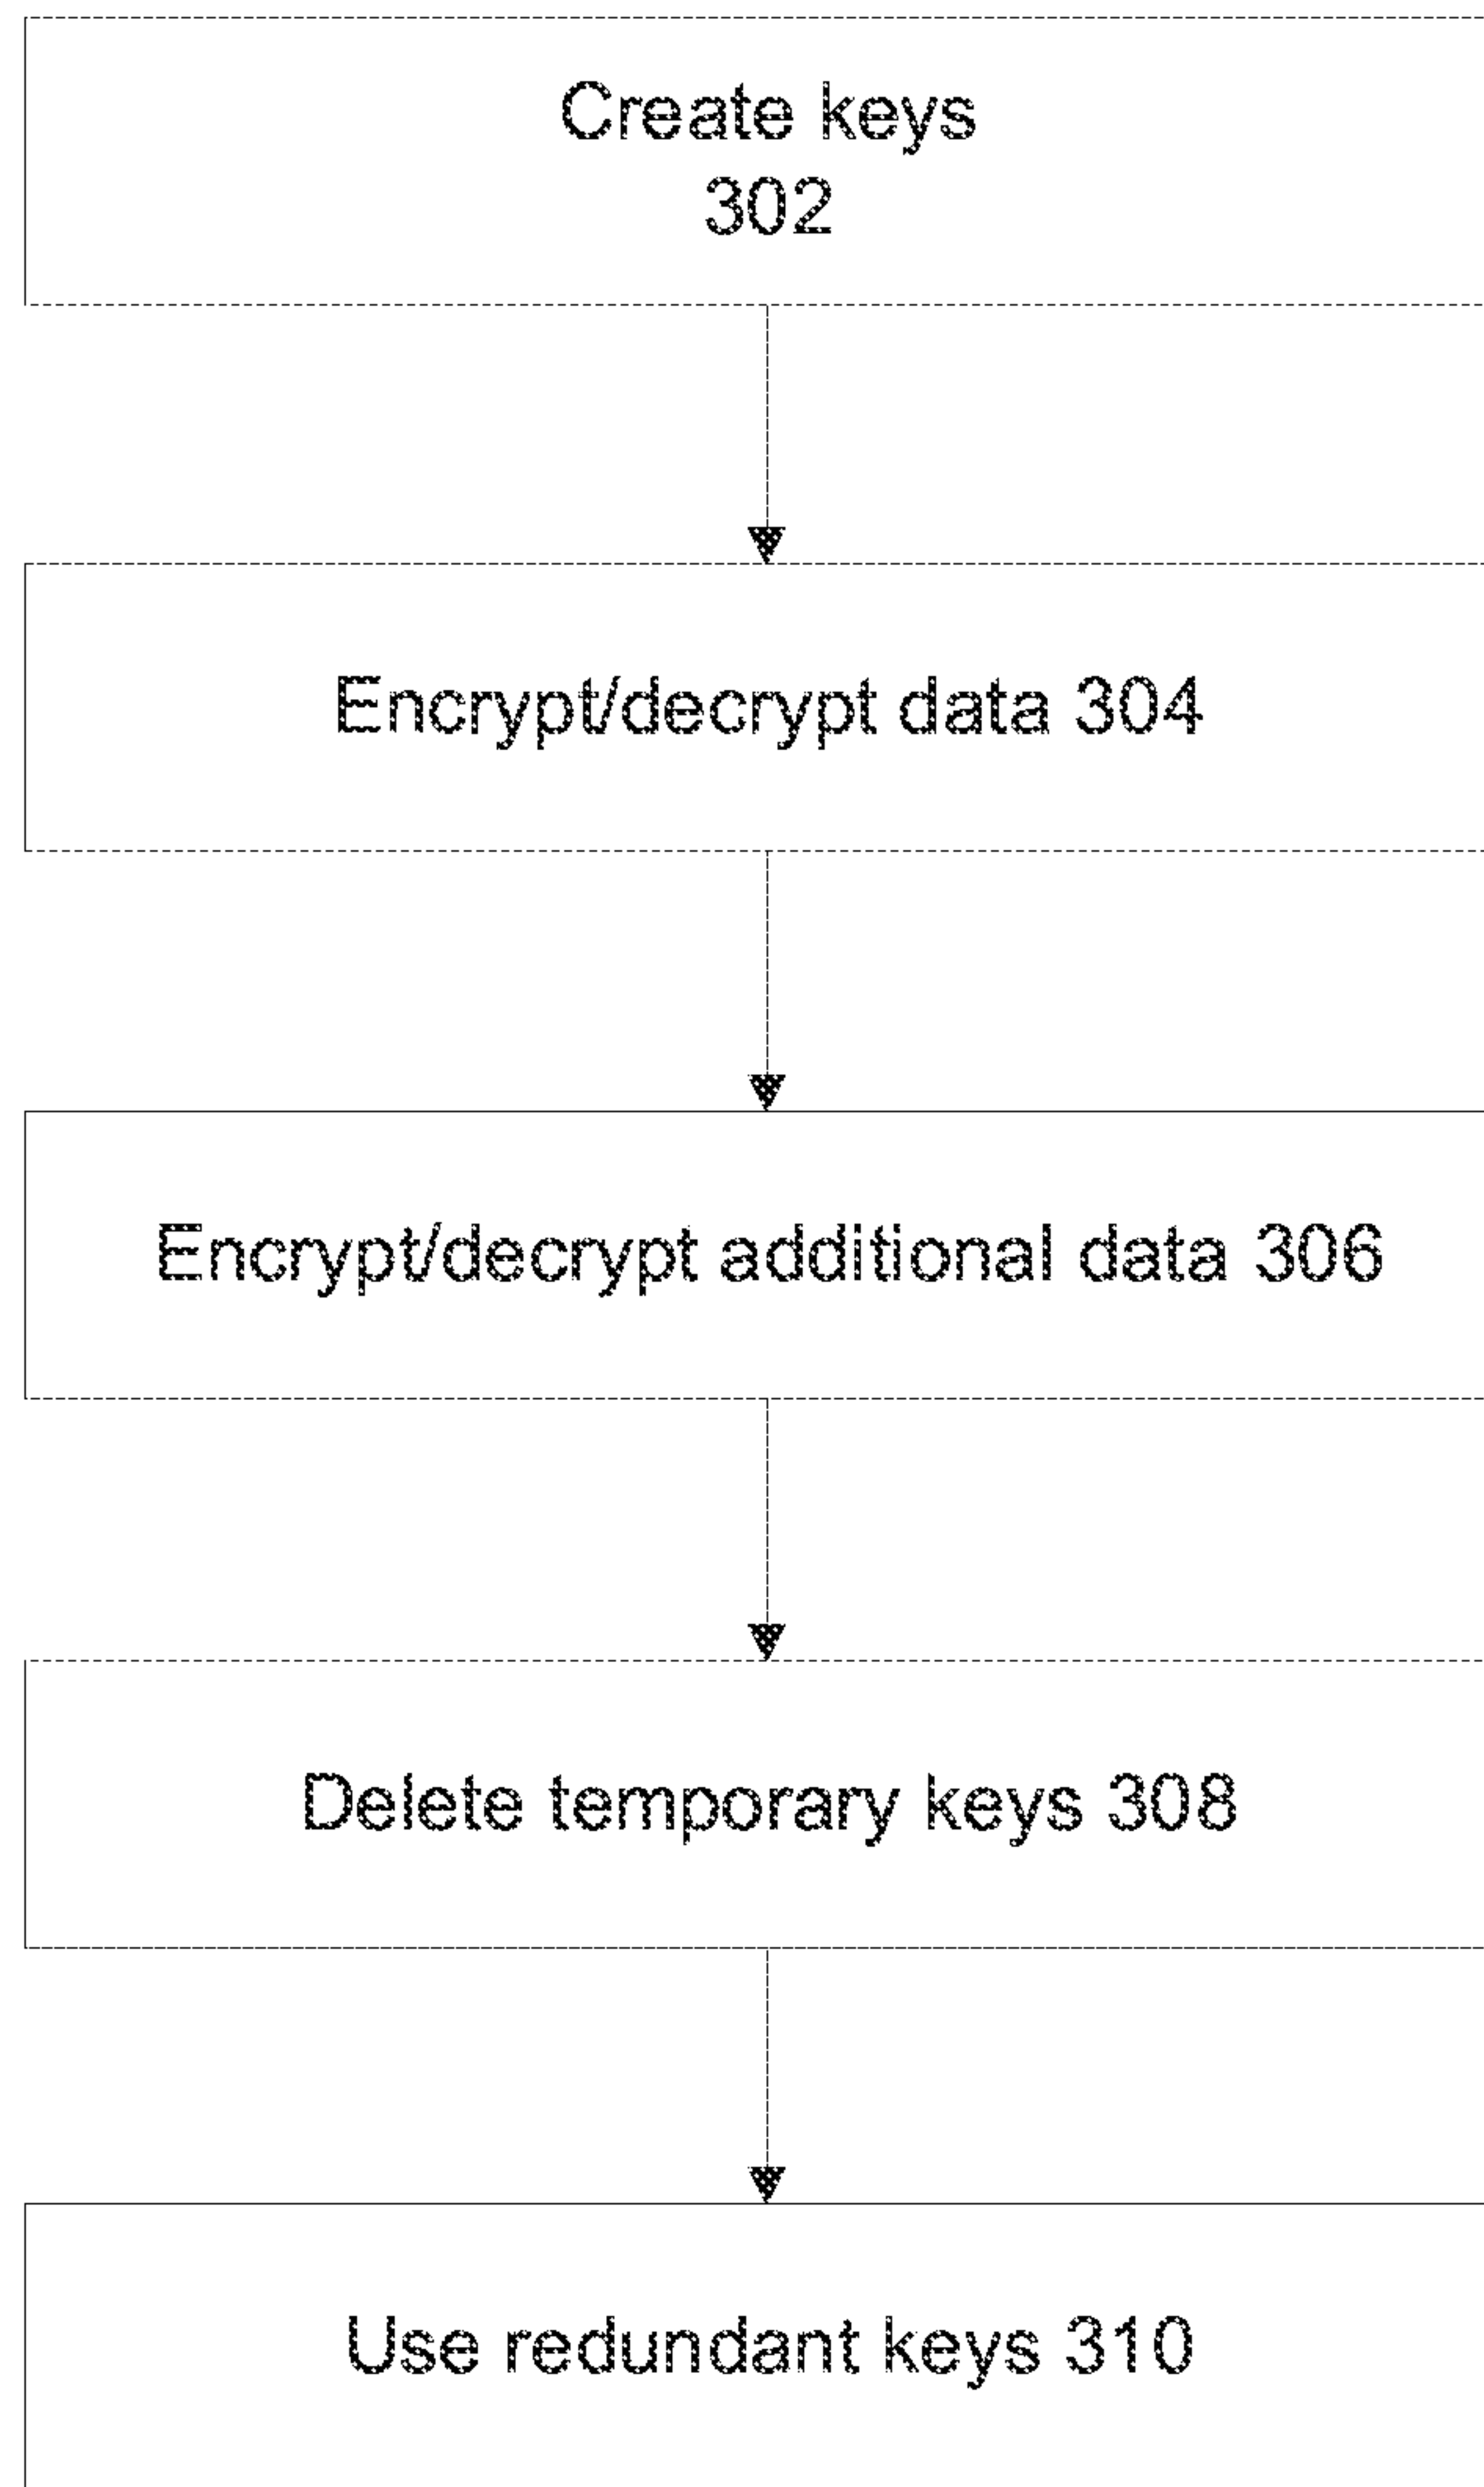 Create keys
302
Encrypt/decrypt data 304
Encrypt/decrypt additional data 306
Delete temporary keys 308
Use redundant keys 310